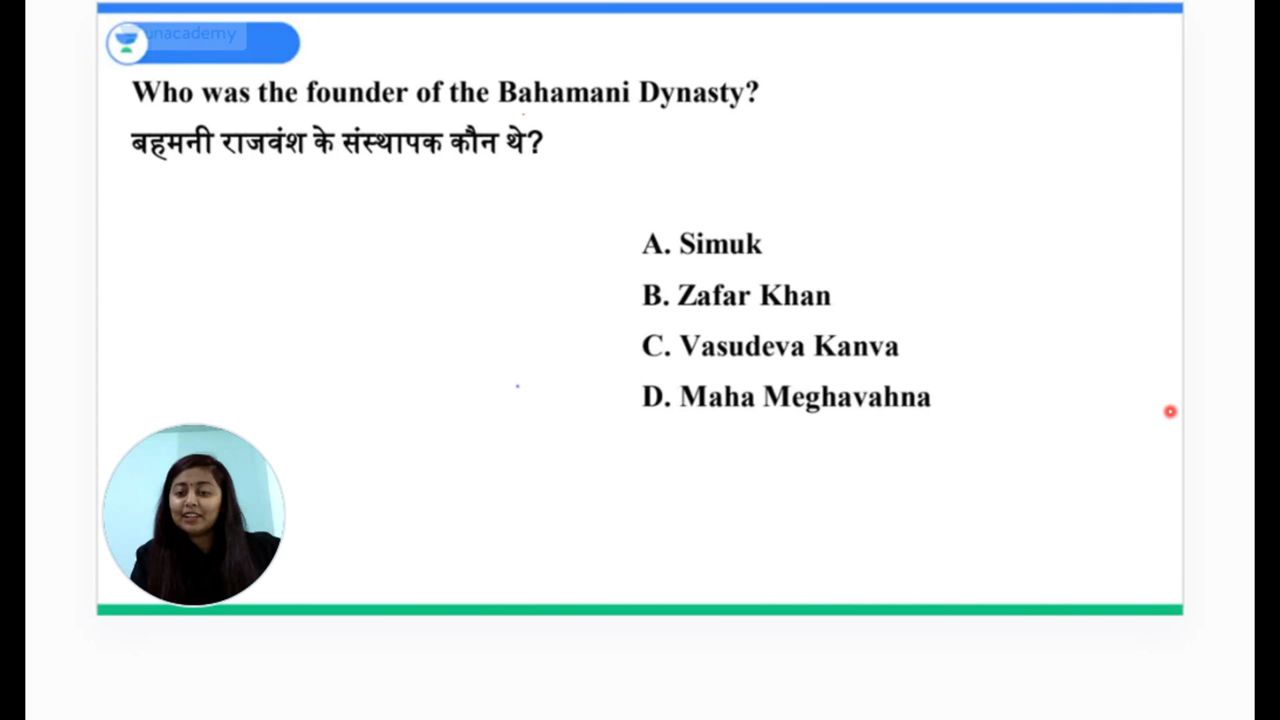 unacademy
Who was the founder of the Bahamani Dynasty?
बहमनी राजवंश के संस्थापक कौन थे?
A. Simuk
B. Zafar Khan
C. Vasudeva Kanva
D. Maha Meghavahna